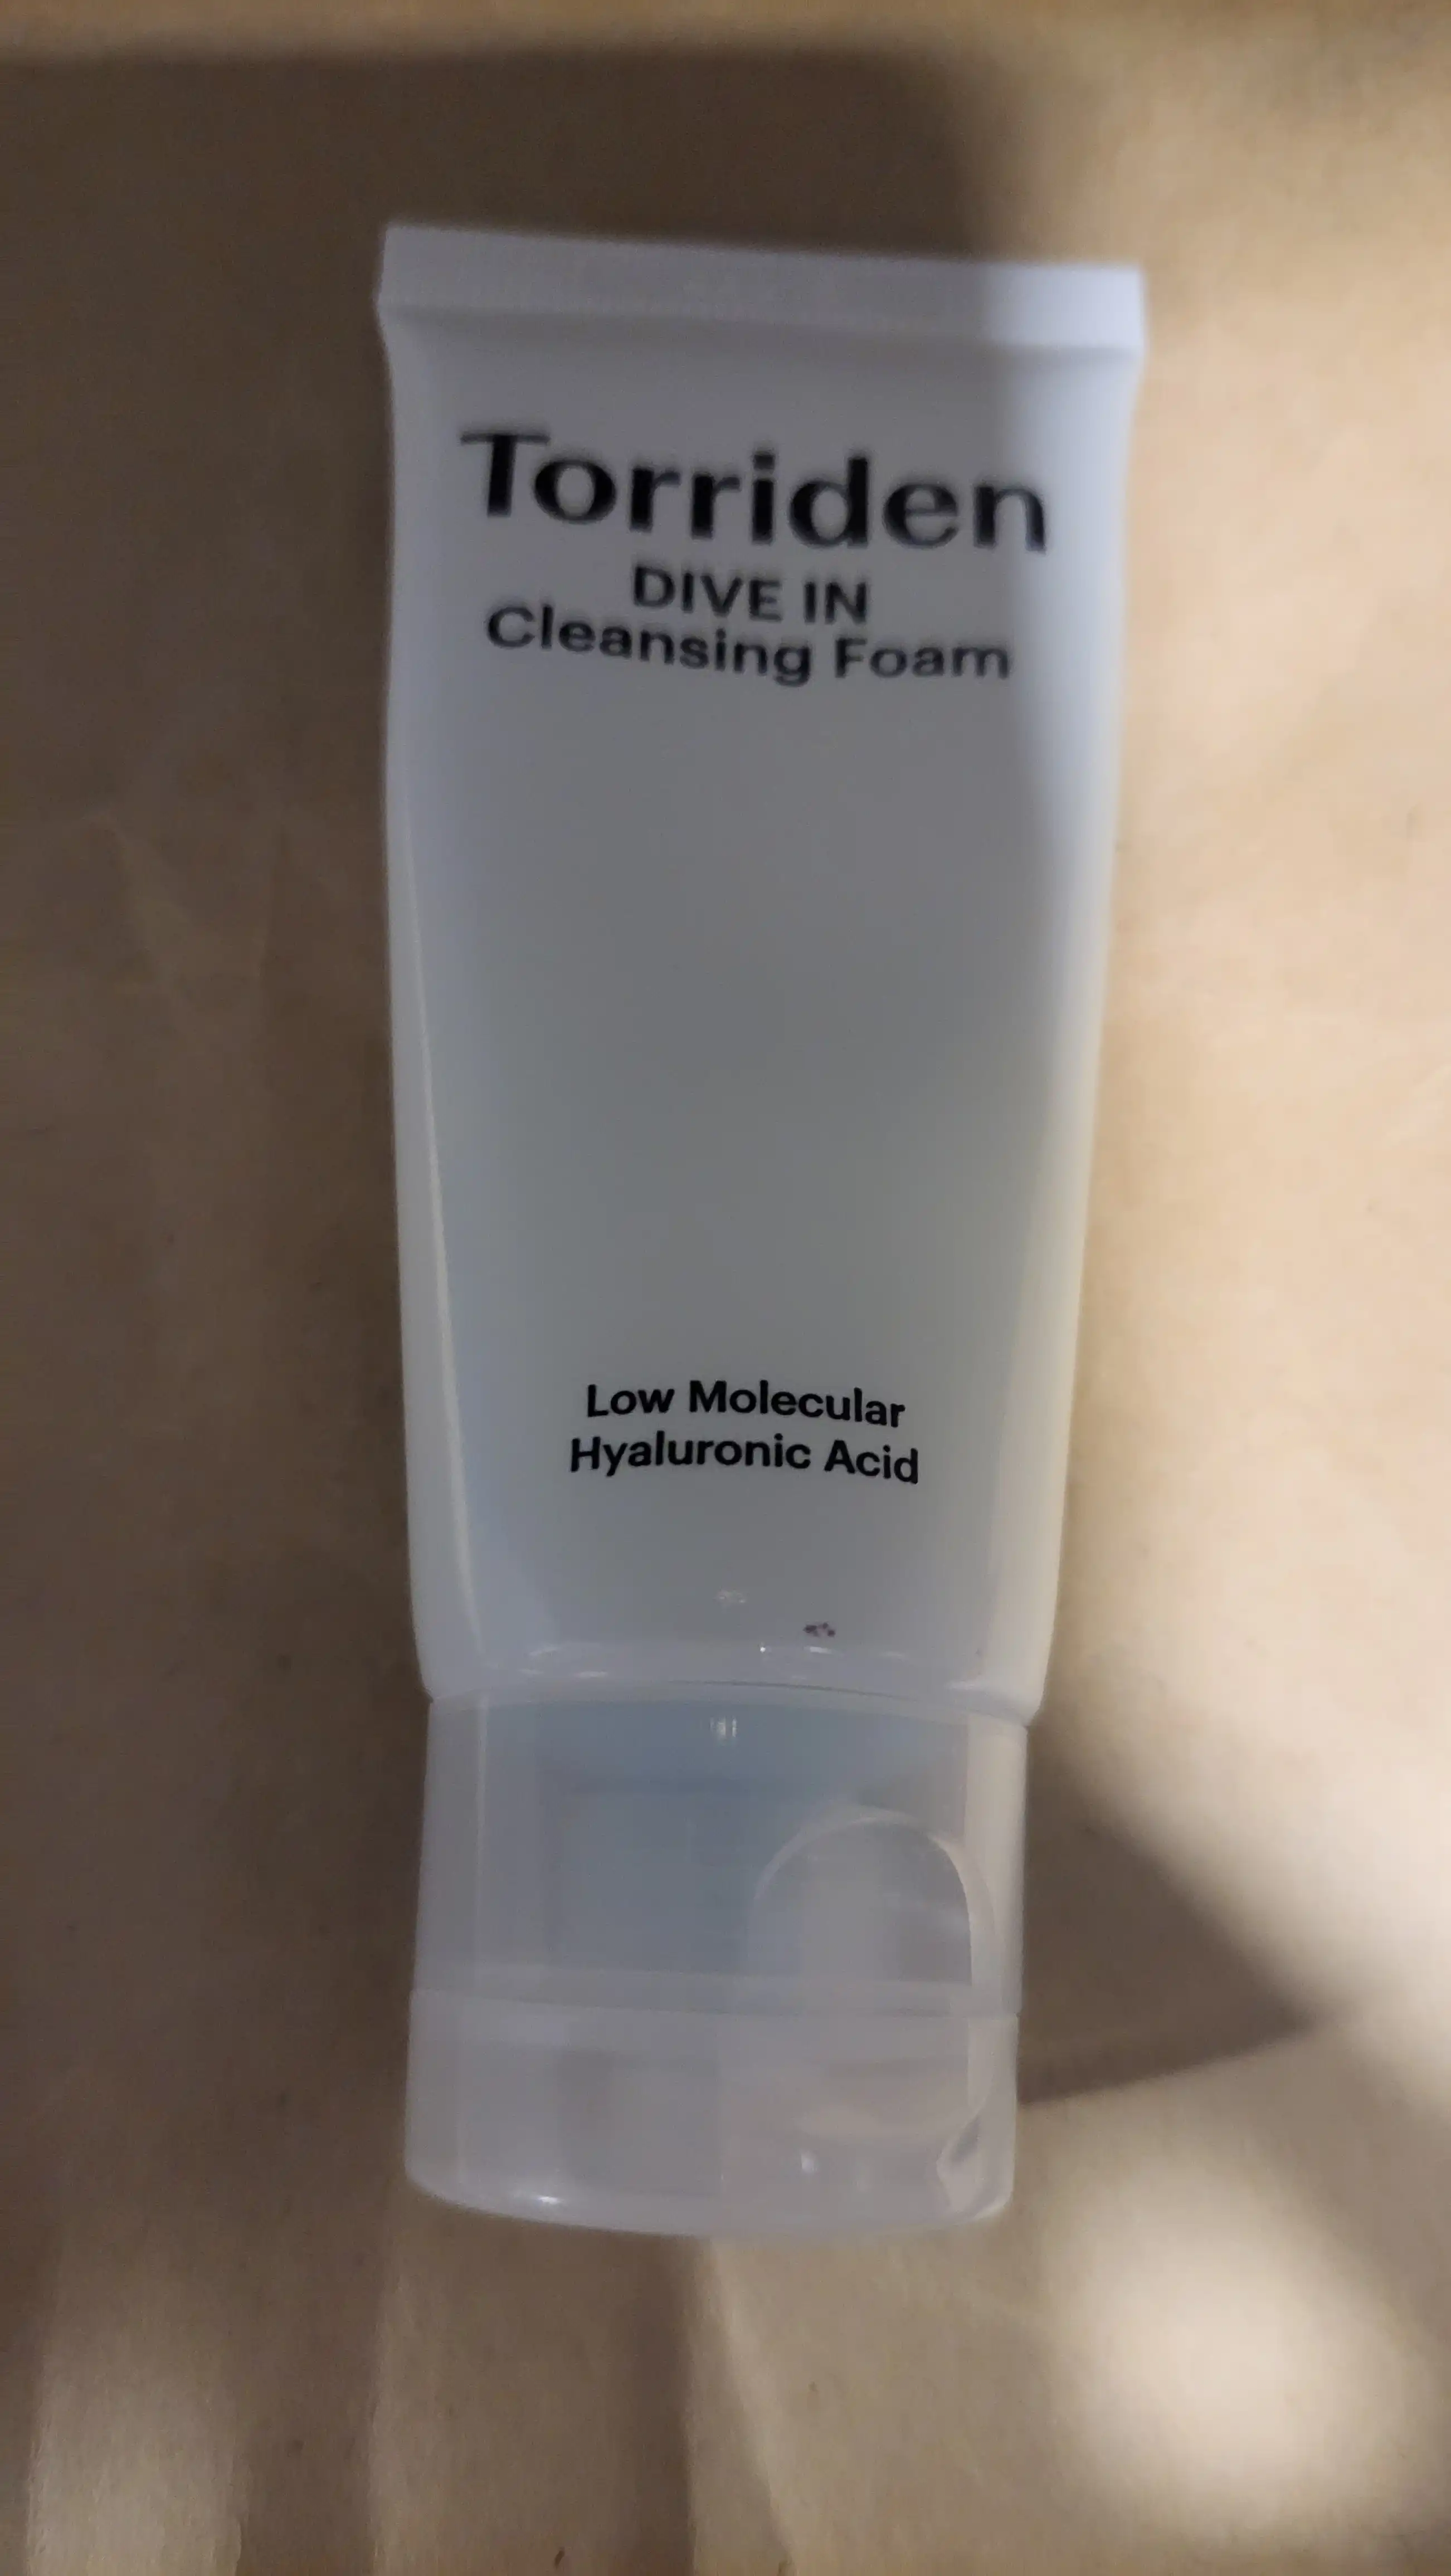 Torriden
DIVE IN
Cleansing Foam
Low Molecular
Hyaluronic Acid